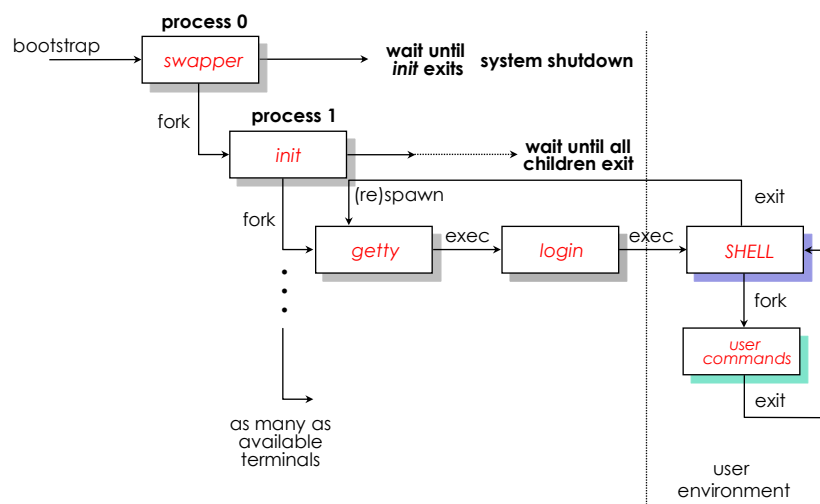 process 0
bootstrap
swapper
wait until
init exits
system shutdown
fork
process 1
init
wait until all
children exit
fork
(re)spawn
exit
getty
exec
login
exec
SHELL
fork
user
commands
exit
as many as
available
terminals
user
environment